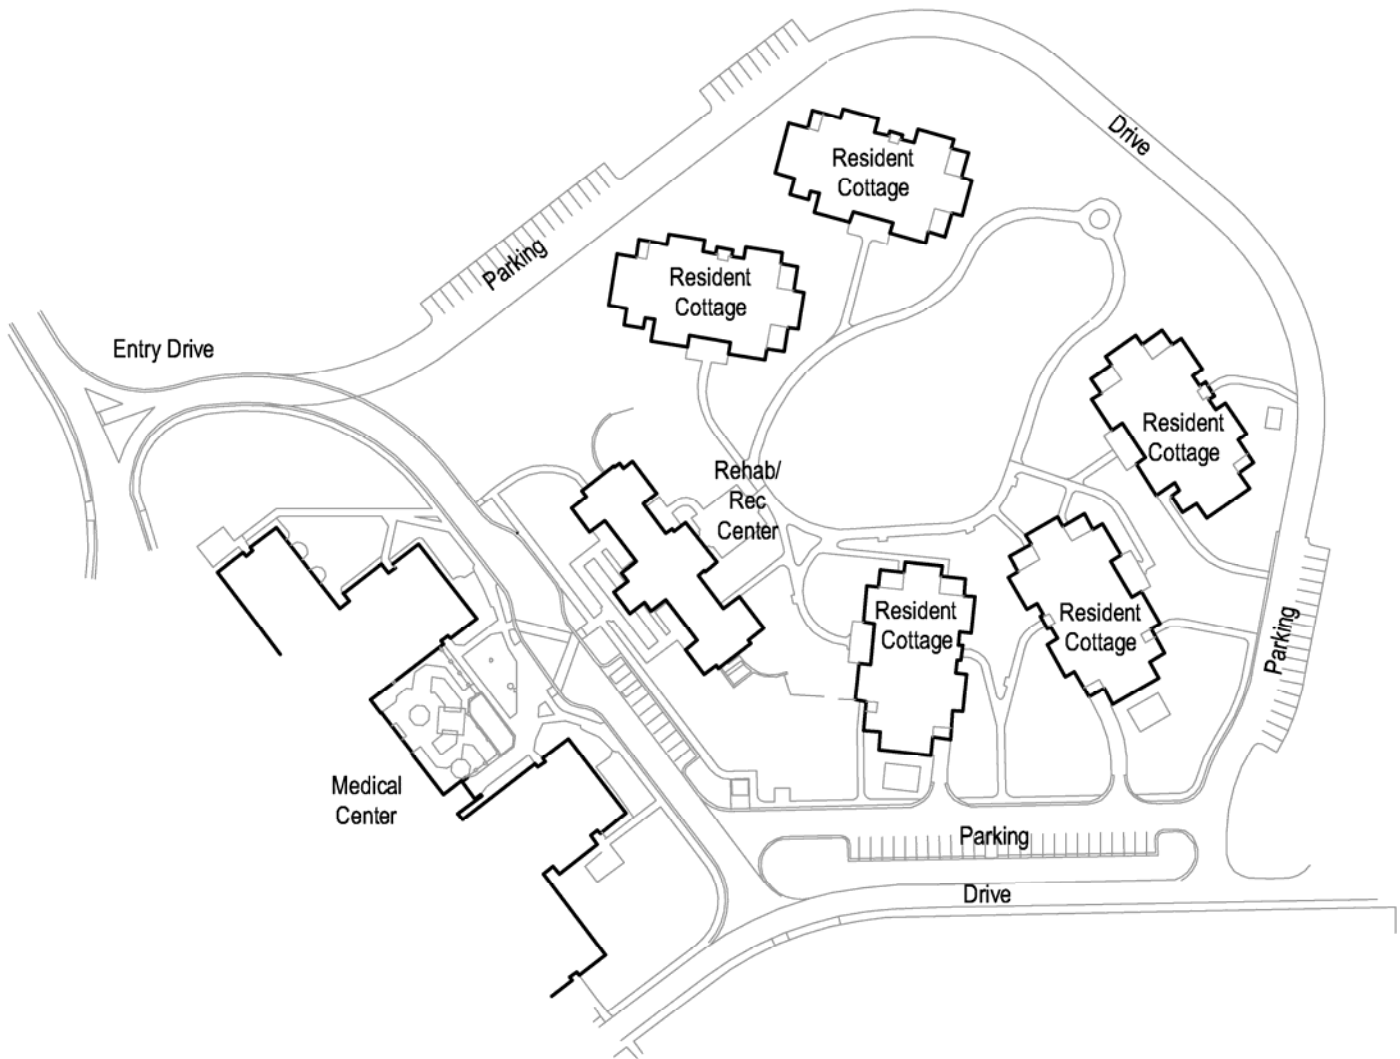 Drive
Resident
Cottage
Parking
Resident
Cottage
Entry Drive
Resident
Cottage
Rehab/
Rec
Center
Resident
Cottage
Resident
Cottage
Parking
Medical
Center
Parking
Drive